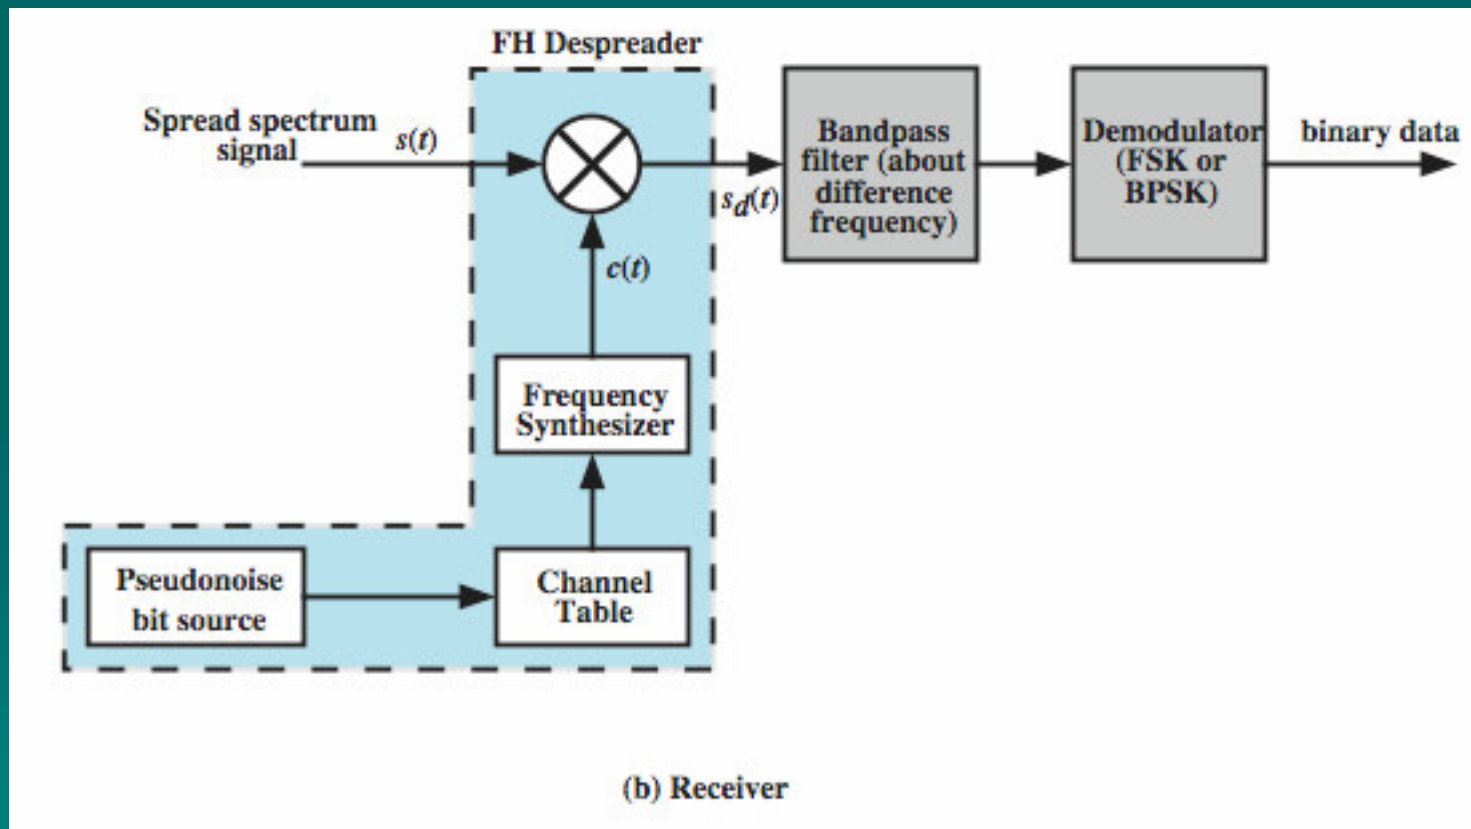 FH Despreader
Spread spectrum
signal
s(t)
s_d(t)
Bandpass
filter (about
difference
frequency)
Demodulator
(FSK or
BPSK)
binary data
c(t)
Frequency
Synthesizer
Pseudonoise
bit source
Channel
Table
(b) Receiver